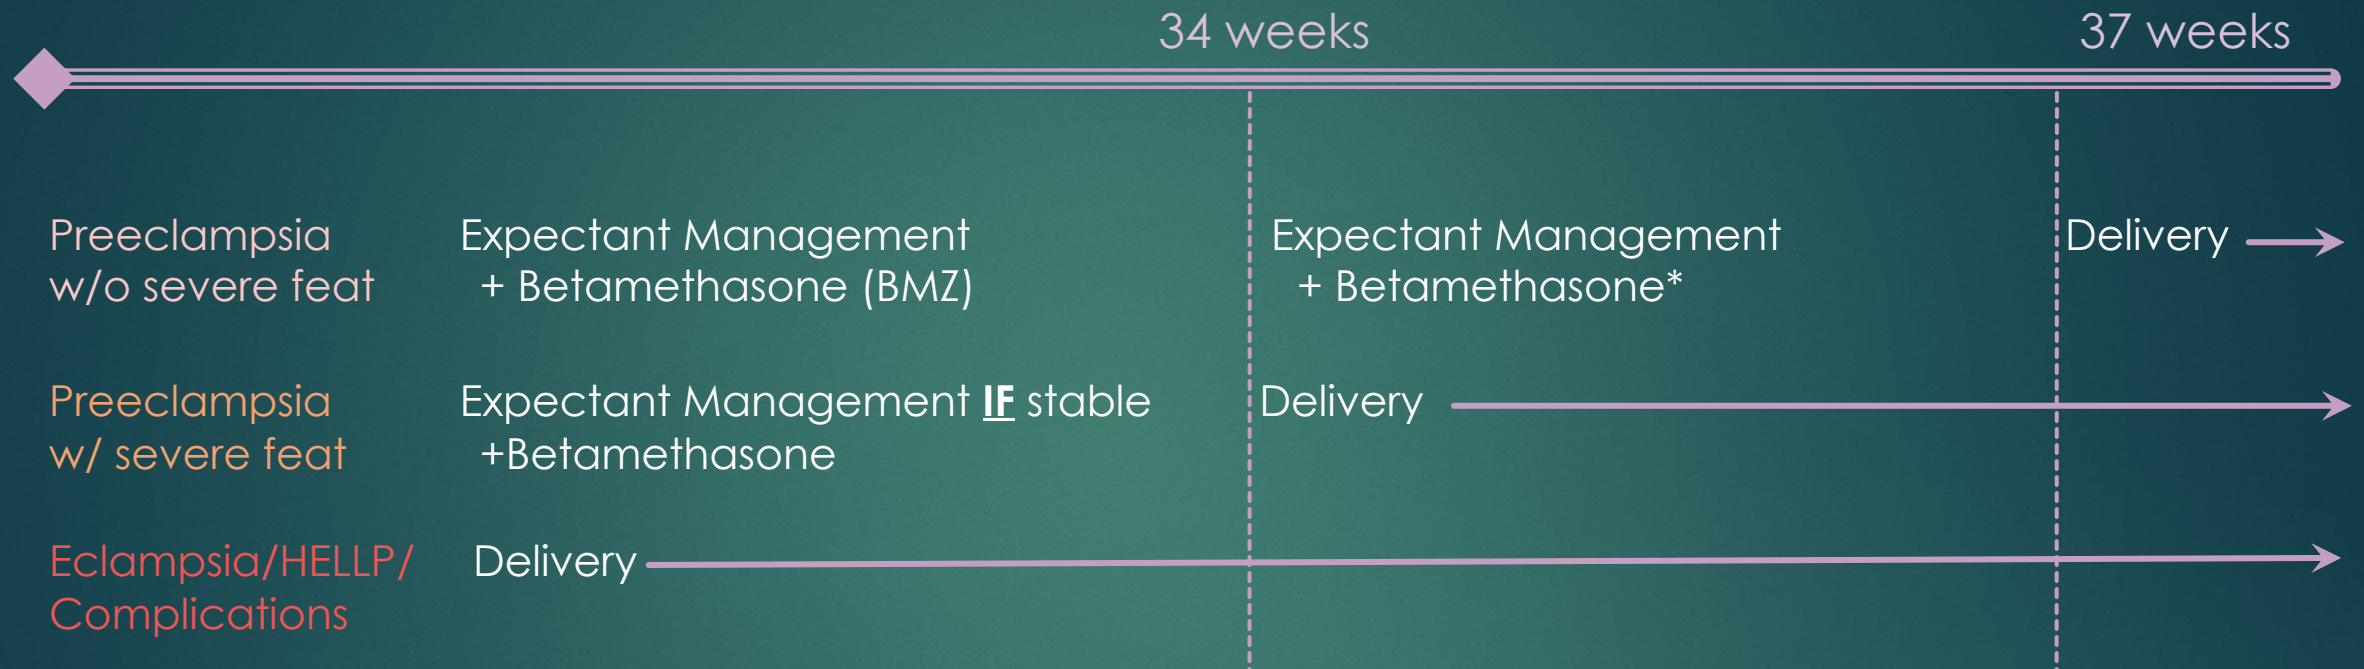 34 weeks
37 weeks
Preeclampsia
w/o severe feat
Expectant Management
+ Betamethasone (BMZ)
Expectant Management
+ Betamethasone*
Delivery
Preeclampsia
w/ severe feat
Expectant Management IF stable
+Betamethasone
Delivery
Eclampsia/HELLP/
Complications
Delivery